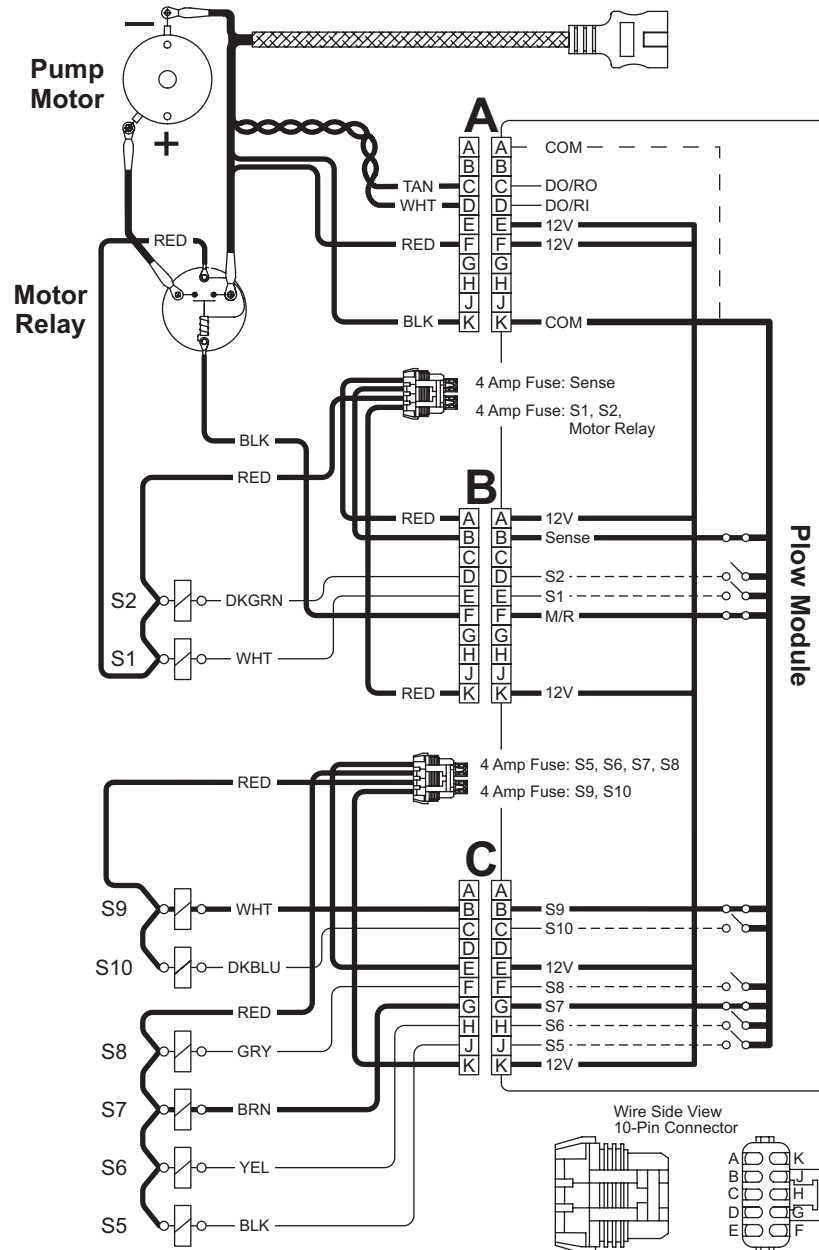 −
Pump
Motor
+
RED
Motor
Relay
TAN
WHT
RED
BLK
A
A A COM
B B
C C DO/RO
D D DO/RI
E E 12V
F F 12V
G G
H H
J J
K K COM
4 Amp Fuse: Sense
4 Amp Fuse: S1, S2,
Motor Relay
BLK
RED
B
RED A A 12V
B B Sense
C C
D D S2
E E S1
F F M/R
G G
H H
J J
RED K K 12V
S2 DKGRN
S1 WHT
Plow Module
4 Amp Fuse: S5, S6, S7, S8
4 Amp Fuse: S9, S10
RED
C
A A
B B S9
C C S10
D D
E E 12V
F F S8
G G S7
H H S6
J J S5
K K 12V
S9 WHT
S10 DKBLU
RED
S8 GRY
S7 BRN
S6 YEL
S5 BLK
Wire Side View
10-Pin Connector
A K
B J
C H
D G
E F